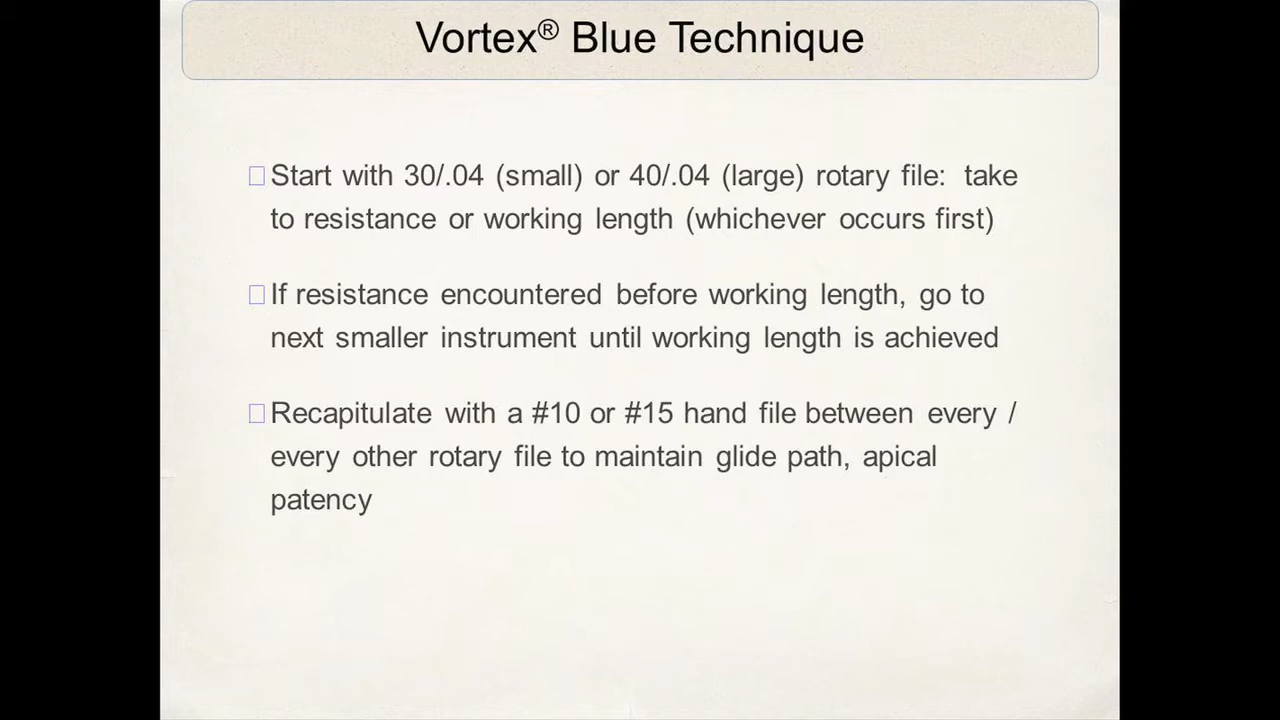 Vortex® Blue Technique
Start with 30/.04 (small) or 40/.04 (large) rotary file: take
to resistance or working length (whichever occurs first)
If resistance encountered before working length, go to
next smaller instrument until working length is achieved
Recapitulate with a #10 or #15 hand file between every /
every other rotary file to maintain glide path, apical
patency